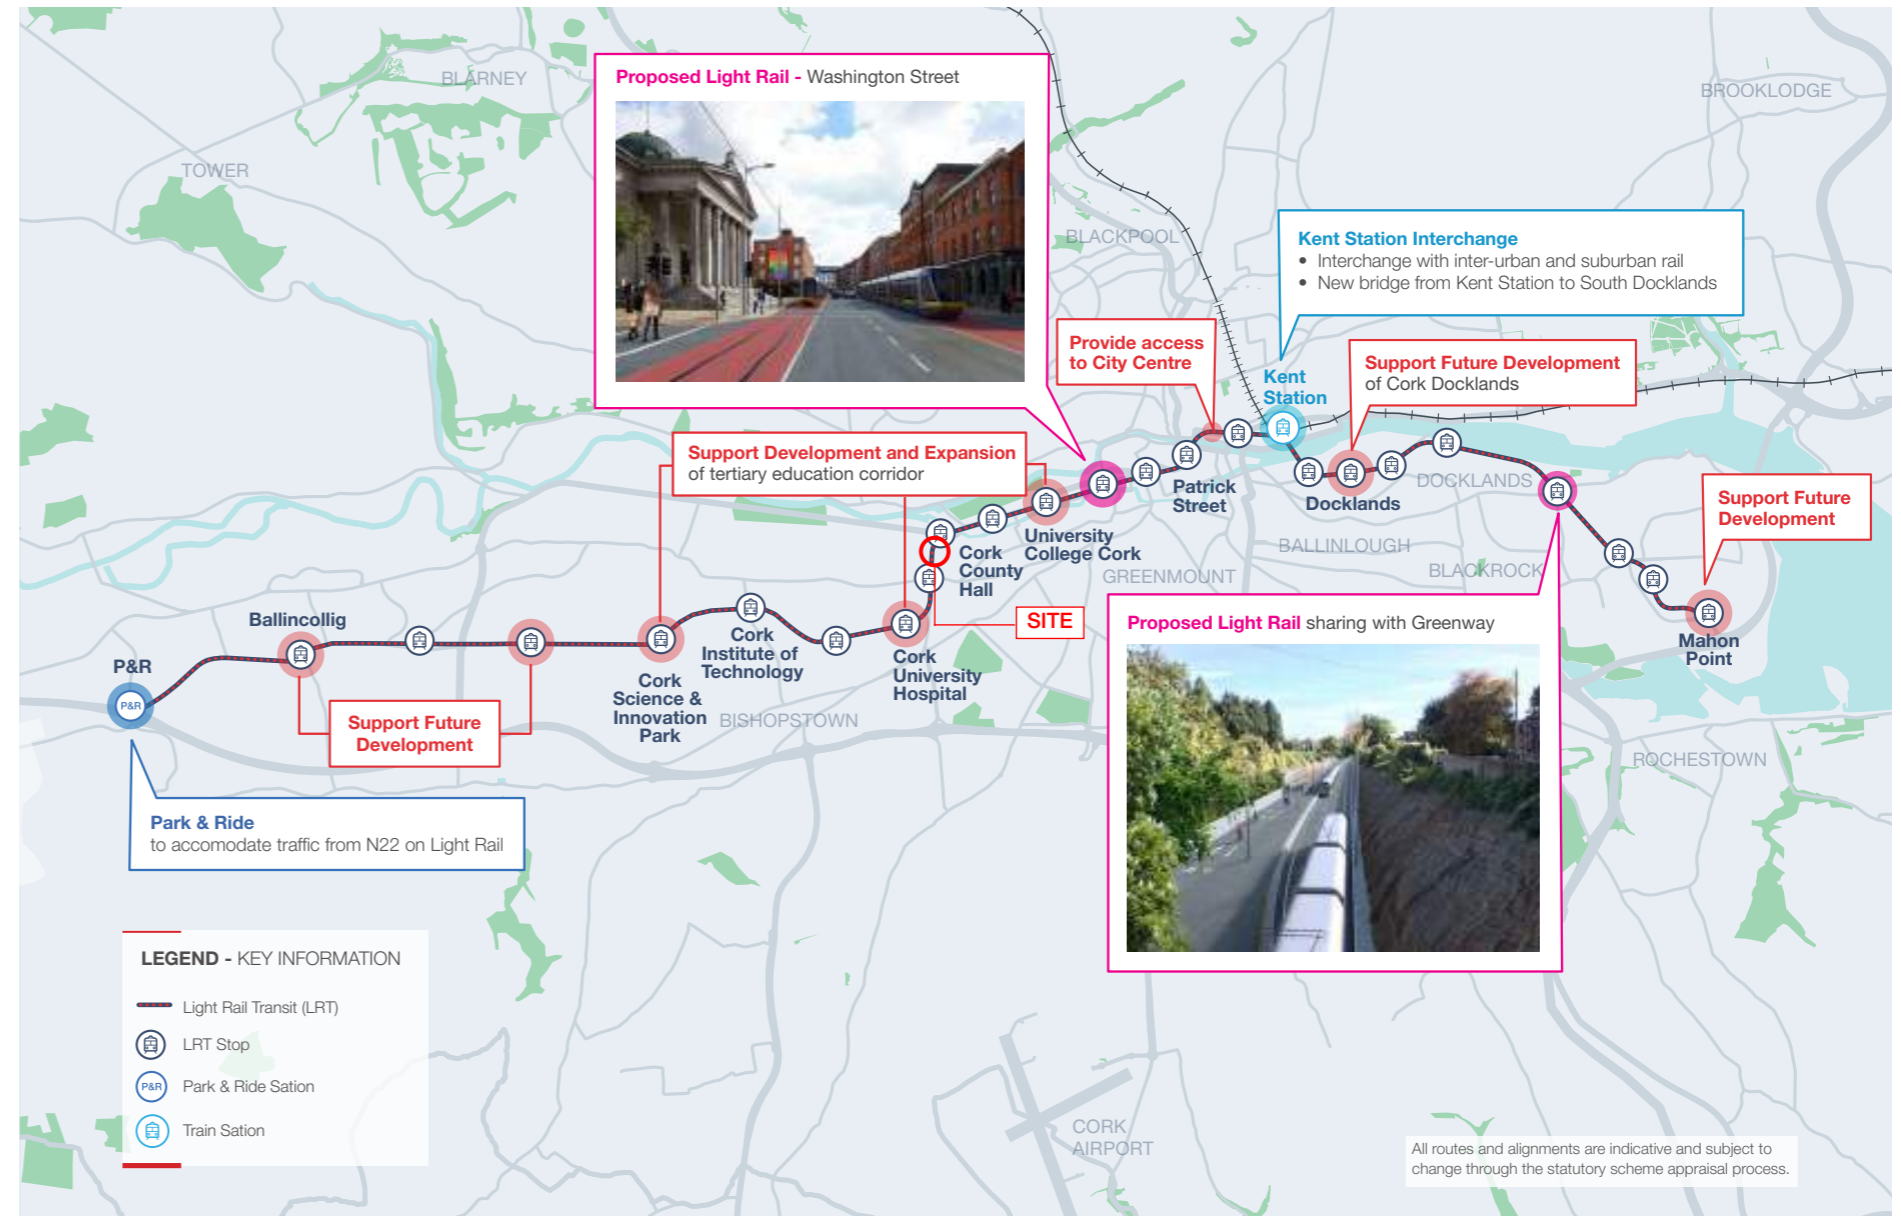 BLARNEY
TOWER
BROOKLODGE
BLACKPOOL
Proposed Light Rail - Washington Street
Kent Station Interchange
• Interchange with inter-urban and suburban rail
• New bridge from Kent Station to South Docklands
Provide access
to City Centre
Kent
Station
Support Future Development
of Cork Docklands
Support Development and Expansion
of tertiary education corridor
Patrick
Street
Docklands
DOCKLANDS
Support Future
Development
University
College Cork
Cork
County
Hall
GREENMOUNT
BALLINLOUGH
BLACKROCK
SITE
Proposed Light Rail sharing with Greenway
Mahon
Point
Ballincollig
P&R
P&R
Cork
Institute of
Technology
Cork
University
Hospital
Cork
Science &
Innovation
Park
BISHOPSTOWN
Support Future
Development
Park & Ride
to accomodate traffic from N22 on Light Rail
ROCHESTOWN
LEGEND - KEY INFORMATION
Light Rail Transit (LRT)
LRT Stop
P&R
Park & Ride Sation
Train Sation
CORK
AIRPORT
All routes and alignments are indicative and subject to
change through the statutory scheme appraisal process.